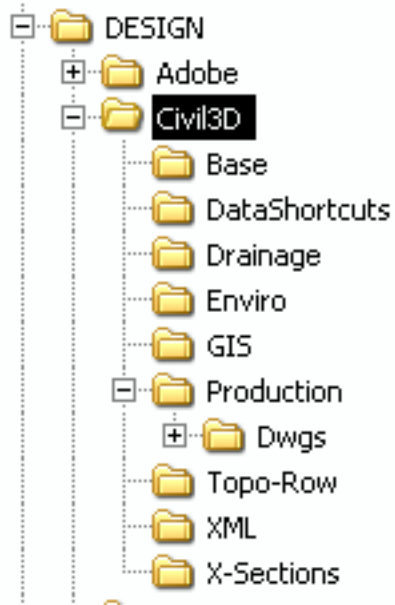 DESIGN
Adobe
Civil3D
Base
DataShortcuts
Drainage
Enviro
GIS
Production
Dwgs
Topo-Row
XML
X-Sections